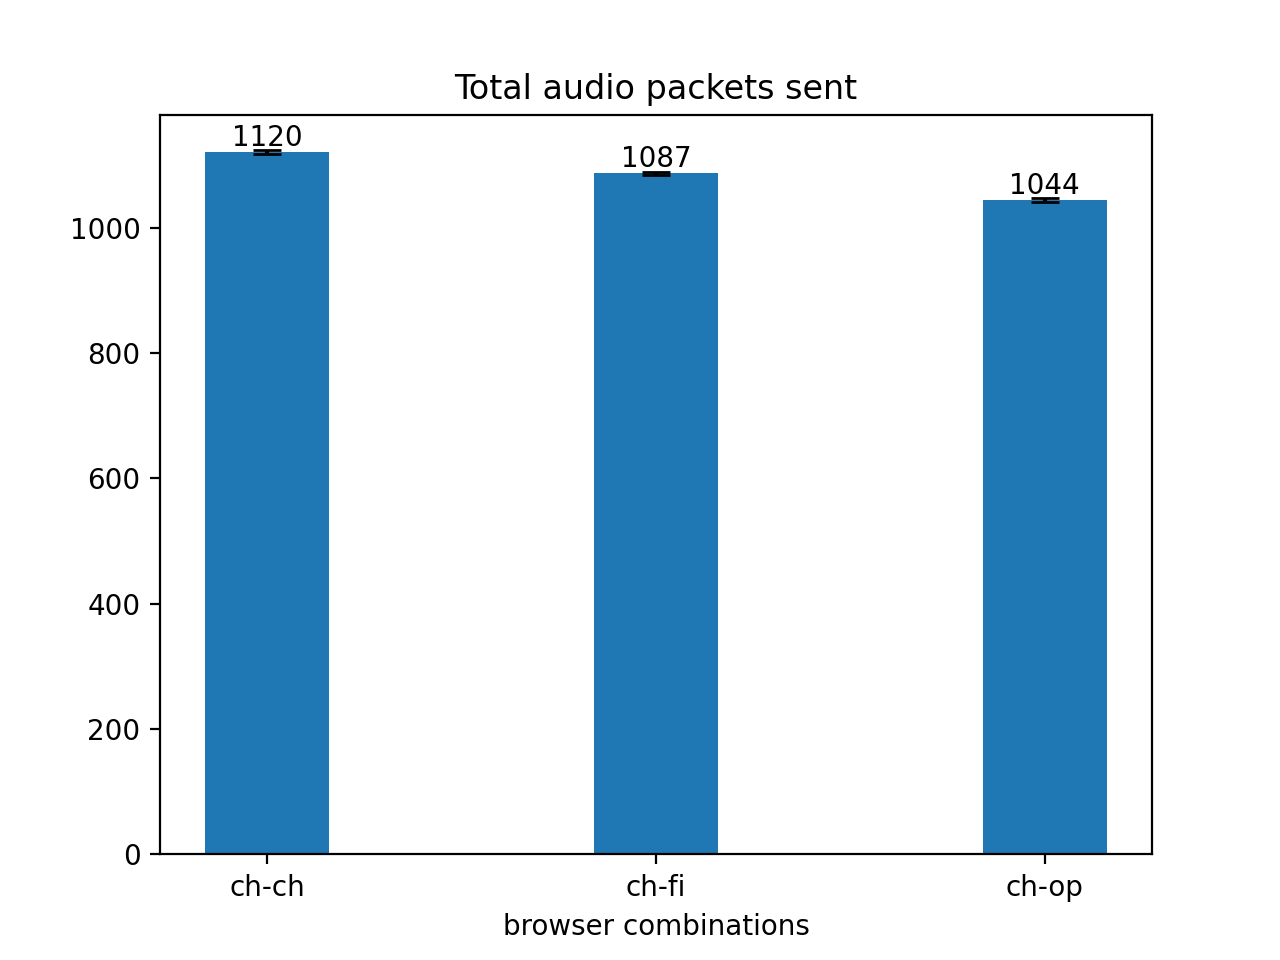 Total audio packets sent
1120
1087
1044
1000
800
600
400
200
0
ch-ch
ch-fi
ch-op
browser combinations